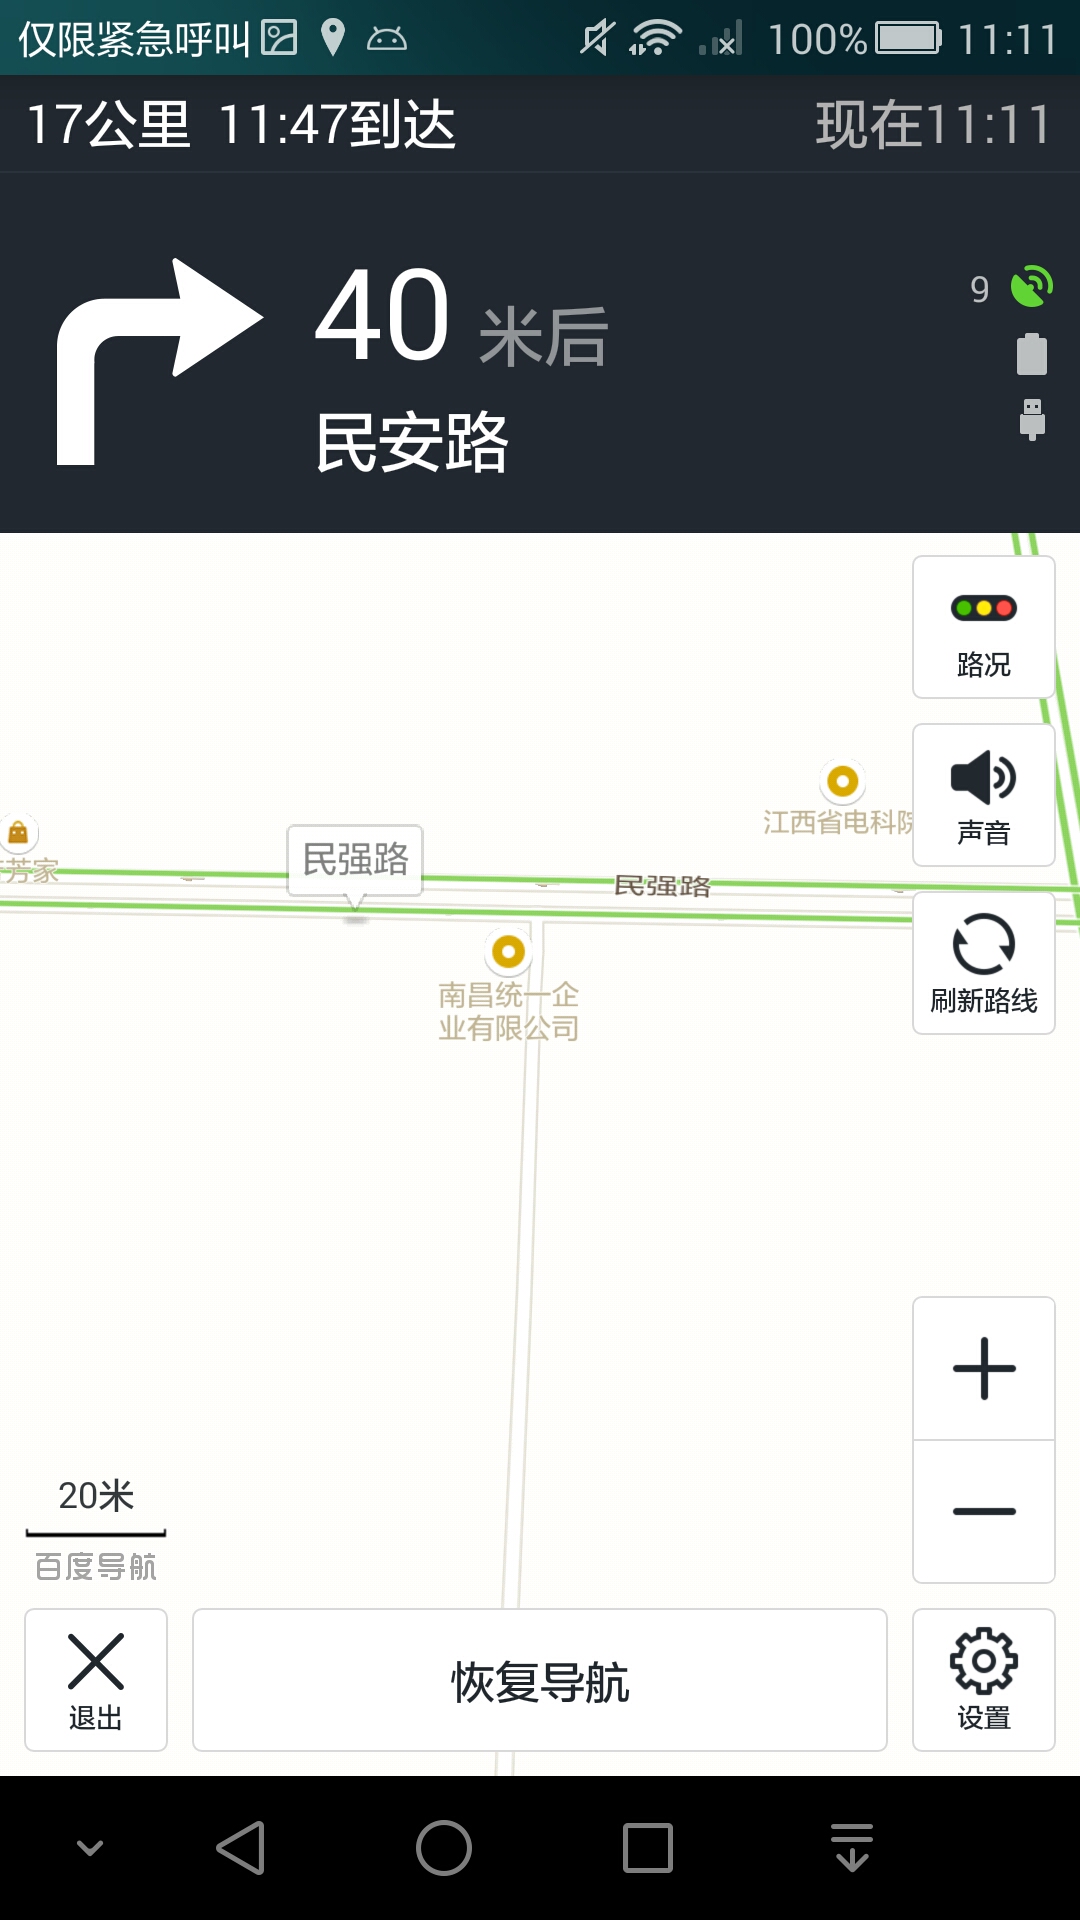 仅限紧急呼叫 100% 11:11
17公里 11:47到达 现在11:11
40 米后
9
民安路
路况
江西省电科院
声音
芳家
民强路
民强路
刷新路线
南昌统一企
业有限公司
20米
百度导航
退出
恢复导航
设置